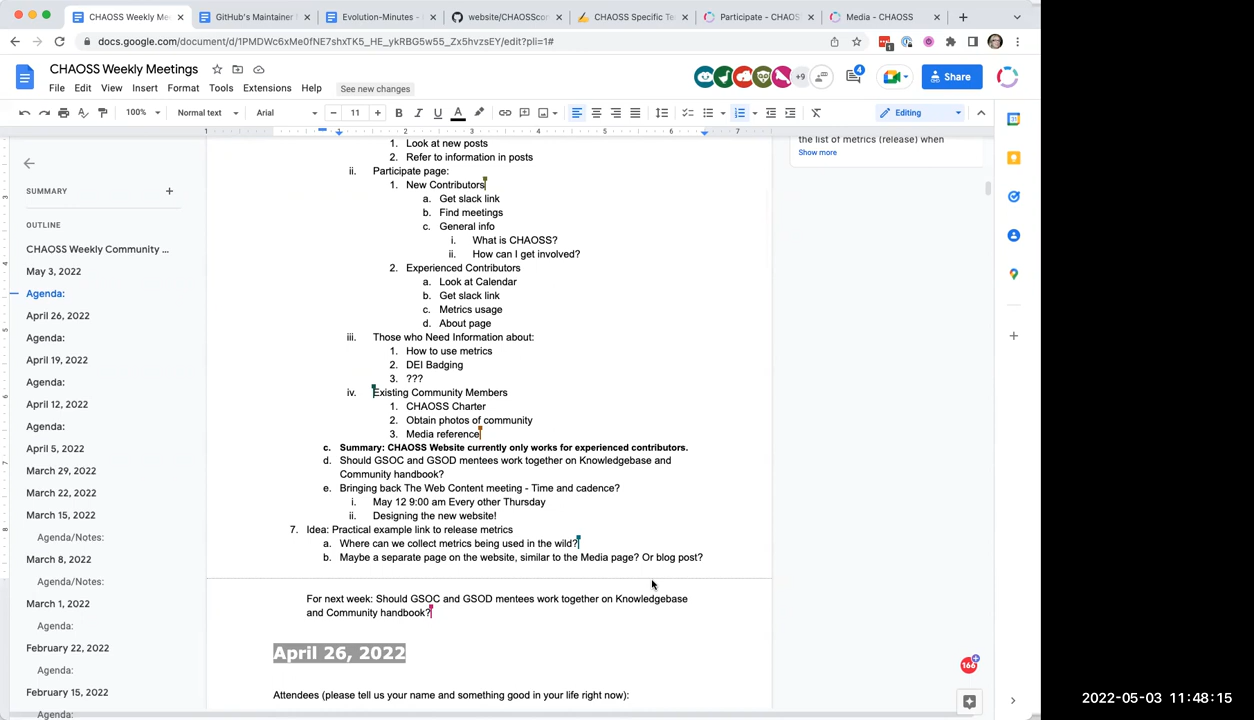 CHAOSS Weekly Me
GitHub's Maintainer
Evolution-Minutes -
website/CHAOSScon
CHAOSS Specific Te
Participate - CHAOSS
Media - CHAOSS
docs.google.com/document/d/1PMDWc6xMe0fNE7shxTK5_HE_ykRBG5w55_Zx5hvzsEY/edit?pli=1#
CHAOSS Weekly Meetings
+9
4
Share
File Edit View Insert Format Tools Extensions Help
See new changes
100% Normal text Arial 11 Editing
1 2 3 4 5 6 7
the list of metrics (release) when
Show more
1. Look at new posts
2. Refer to information in posts
ii. Participate page:
1. New Contributors
a. Get slack link
b. Find meetings
c. General info
i. What is CHAOSS?
ii. How can I get involved?
2. Experienced Contributors
a. Look at Calendar
b. Get slack link
c. Metrics usage
d. About page
iii. Those who Need Information about:
1. How to use metrics
2. DEI Badging
3. ???
iv. Existing Community Members
1. CHAOSS Charter
2. Obtain photos of community
3. Media reference
c. Summary: CHAOSS Website currently only works for experienced contributors.
d. Should GSOC and GSOD mentees work together on Knowledgebase and
Community handbook?
e. Bringing back The Web Content meeting - Time and cadence?
i. May 12 9:00 am Every other Thursday
ii. Designing the new website!
7. Idea: Practical example link to release metrics
a. Where can we collect metrics being used in the wild?
b. Maybe a separate page on the website, similar to the Media page? Or blog post?
For next week: Should GSOC and GSOD mentees work together on Knowledgebase
and Community handbook?
April 26, 2022
Attendees (please tell us your name and something good in your life right now):
SUMMARY
OUTLINE
CHAOSS Weekly Community ...
May 3, 2022
Agenda:
April 26, 2022
Agenda:
April 19, 2022
Agenda:
April 12, 2022
Agenda:
April 5, 2022
March 29, 2022
March 22, 2022
March 15, 2022
Agenda/Notes:
March 8, 2022
Agenda/Notes:
March 1, 2022
Agenda:
February 22, 2022
Agenda:
February 15, 2022
Agenda:
166
2022-05-03 11:48:15